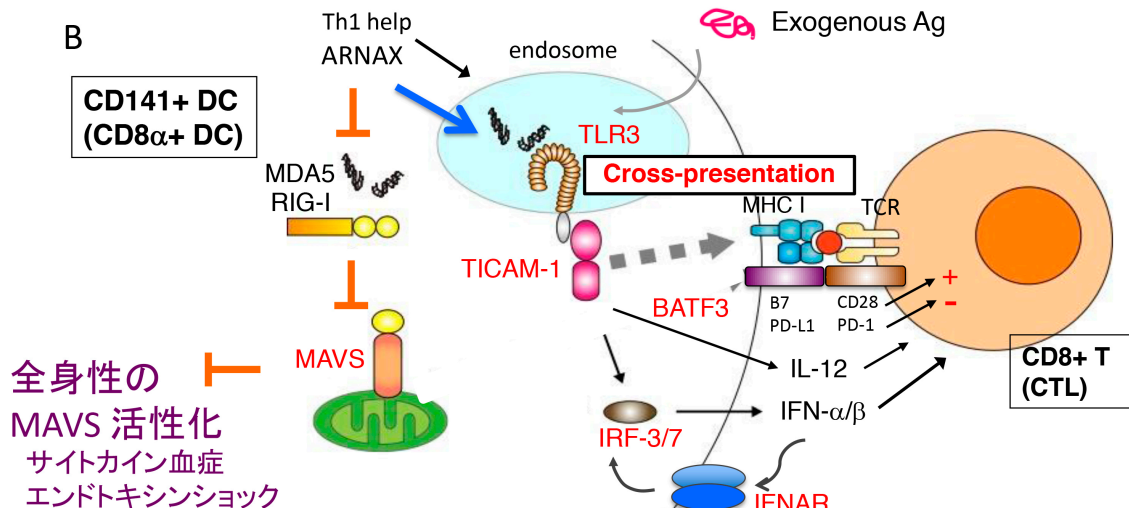 B
Th1 help
ARNAX
endosome
Exogenous Ag
CD141+ DC
(CD8α+ DC)
TLR3
Cross-presentation
MDA5
RIG-I
MHC I
TCR
TICAM-1
BATF3
B7
PD-L1
CD28
PD-1
+
-
MAVS
IL-12
CD8+ T
(CTL)
全身性の
MAVS 活性化
サイトカイン血症
エンドトキシンショック
IFN-α/β
IRF-3/7
IFNAR